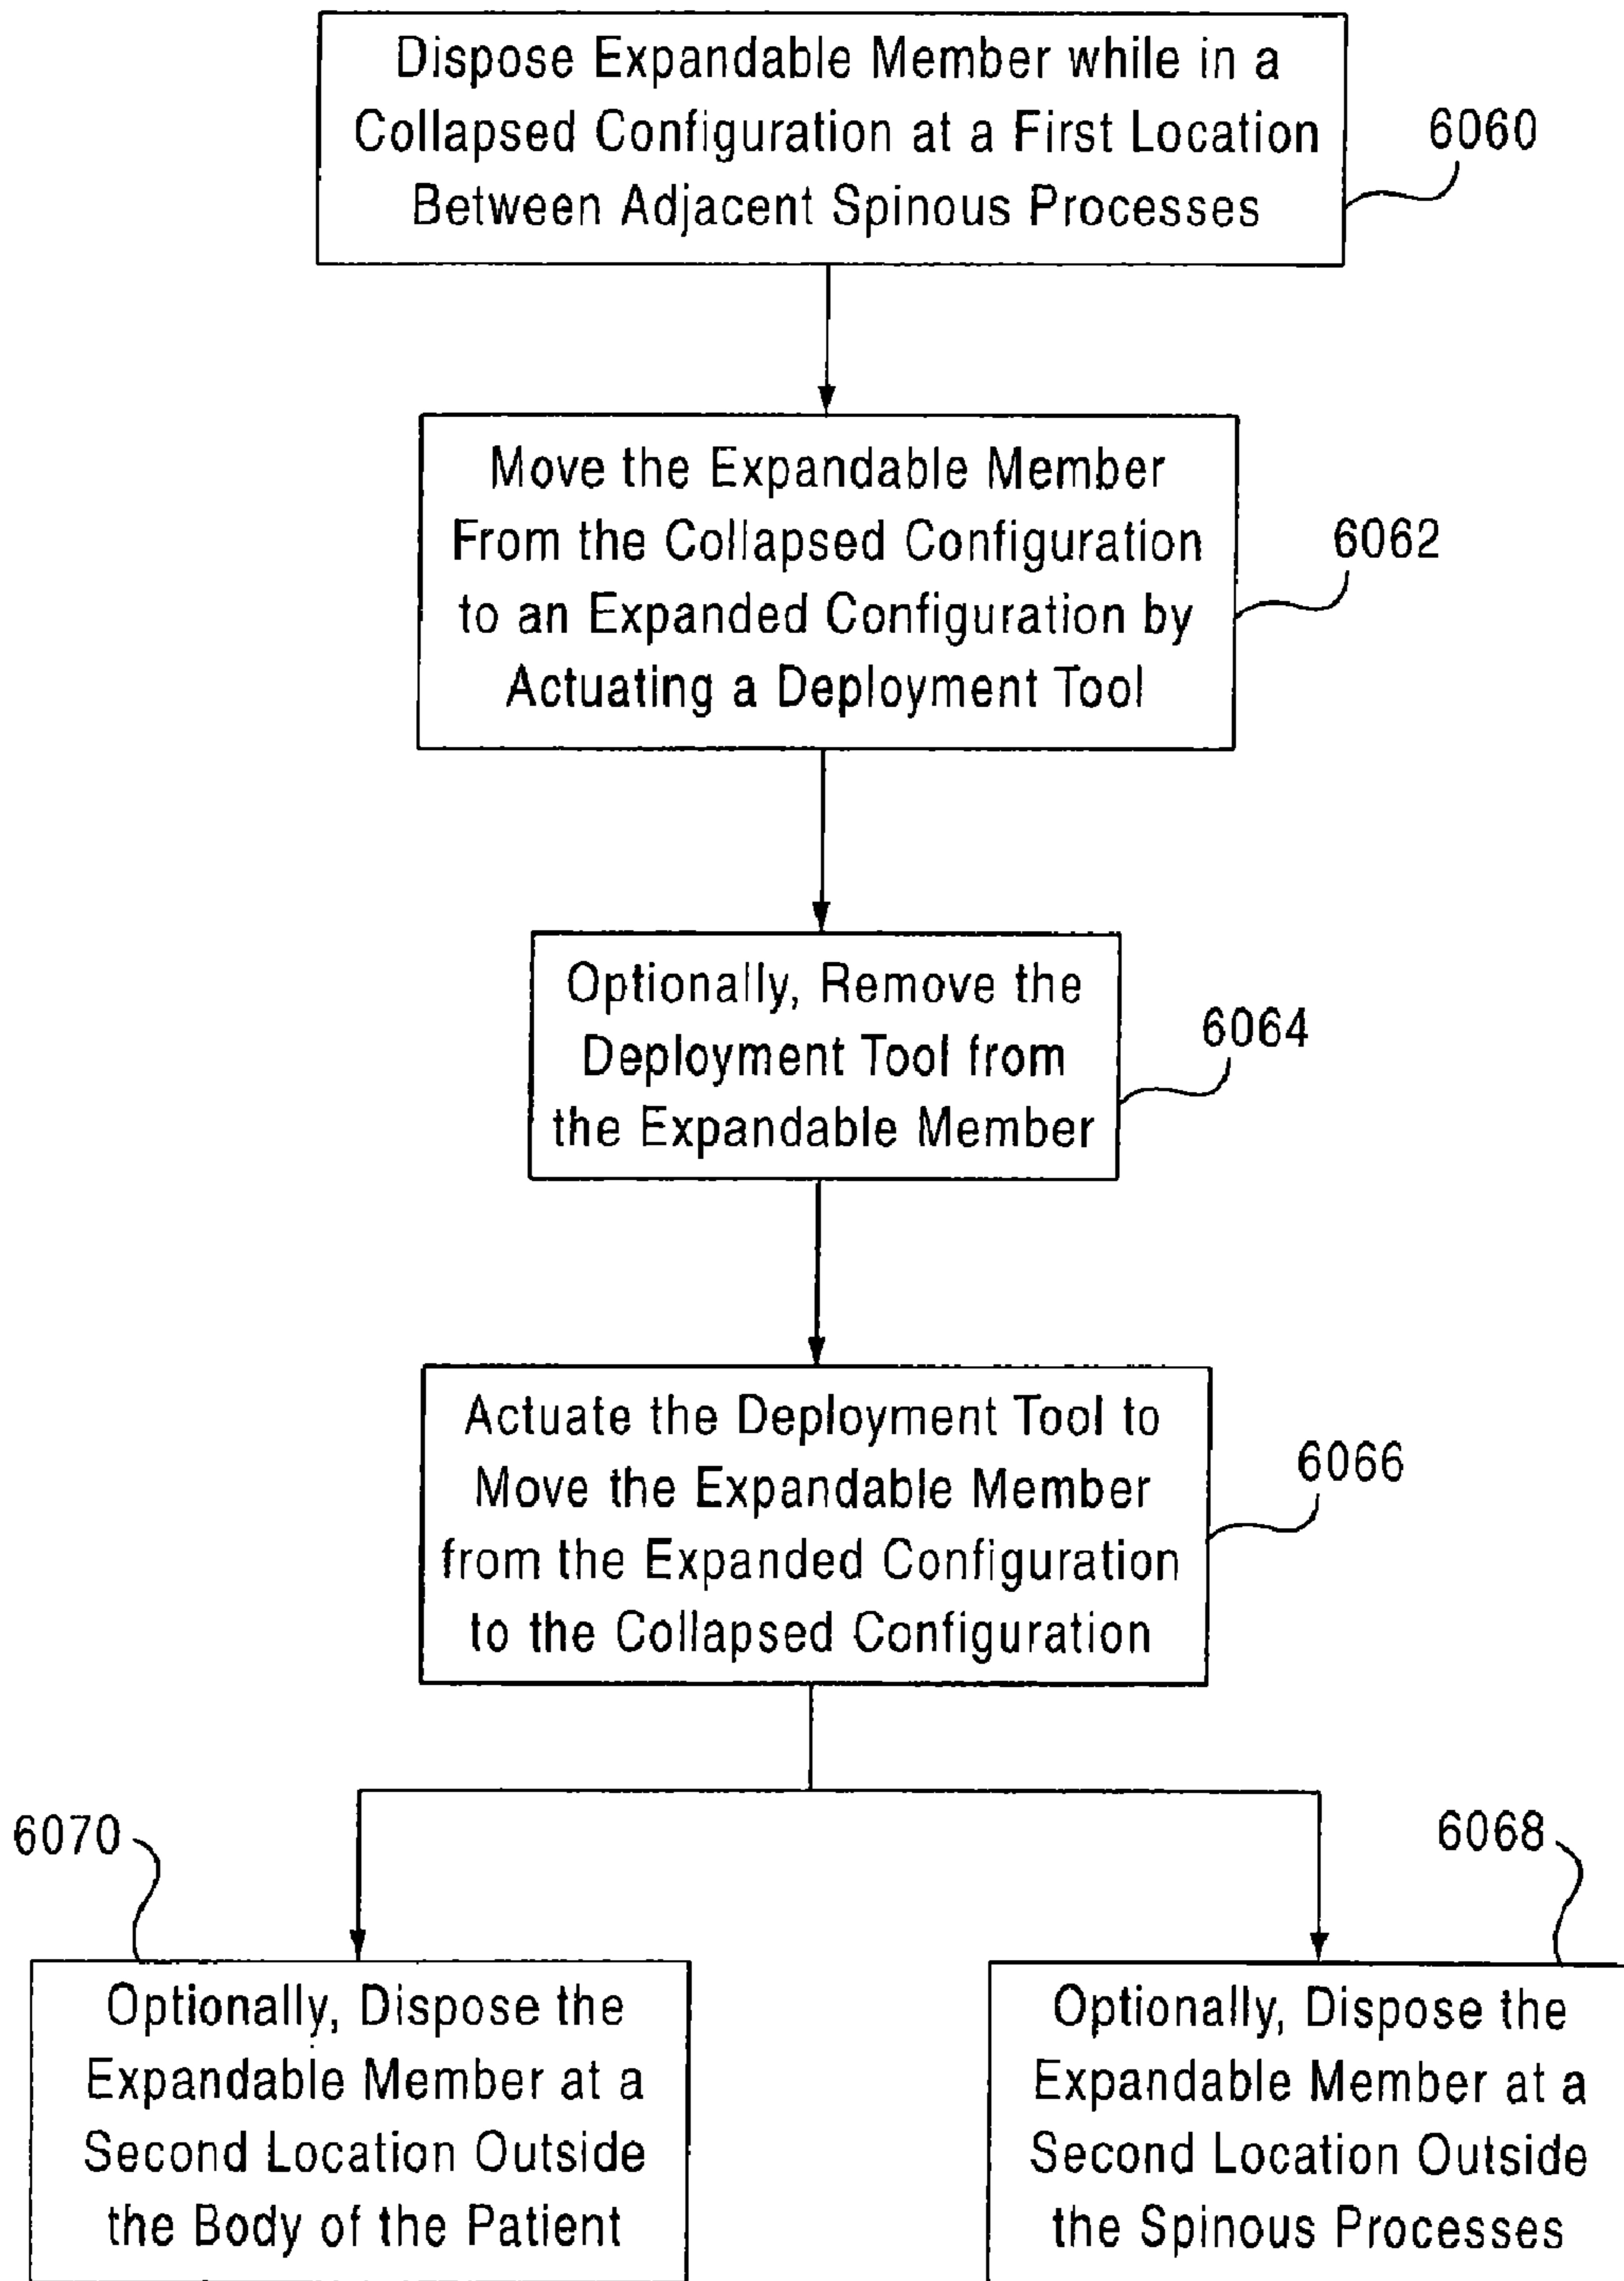 Dispose Expandable Member while in a
Collapsed Configuration at a First Location
Between Adjacent Spinous Processes
6060
Move the Expandable Member
From the Collapsed Configuration
to an Expanded Configuration by
Actuating a Deployment Tool
6062
Optionally, Remove the
Deployment Tool from
the Expandable Member
6064
Actuate the Deployment Tool to
Move the Expandable Member
from the Expanded Configuration
to the Collapsed Configuration
6066
6070
Optionally, Dispose the
Expandable Member at a
Second Location Outside
the Body of the Patient
6068
Optionally, Dispose the
Expandable Member at a
Second Location Outside
the Spinous Processes